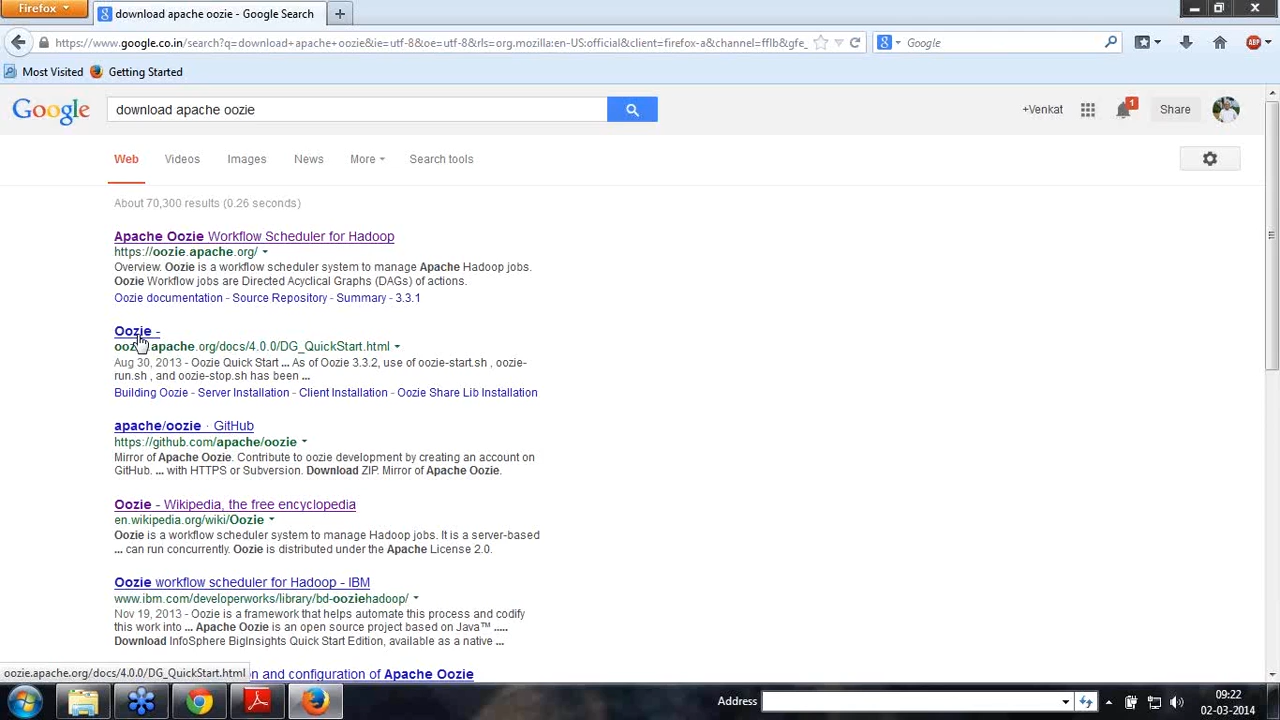 Firefox
download apache oozie - Google Search
https://www.google.co.in/search?q=download+apache+oozie&ie=utf-8&oe=utf-8&rls=org.mozilla:en-US:official&client=firefox-a&channel=fflb&gfe_
Google
ABP
Most Visited
Getting Started
Google
download apache oozie
+Venkat
1
Share
Web
Videos
Images
News
More
Search tools
About 70,300 results (0.26 seconds)
Apache Oozie Workflow Scheduler for Hadoop
https://oozie.apache.org/
Overview. Oozie is a workflow scheduler system to manage Apache Hadoop jobs.
Oozie Workflow jobs are Directed Acyclical Graphs (DAGs) of actions.
Oozie documentation - Source Repository - Summary - 3.3.1
Oozie -
apache.org/docs/4.0.0/DG_QuickStart.html
Aug 30, 2013 - Oozie Quick Start ... As of Oozie 3.3.2, use of oozie-start.sh , oozie-
run.sh , and oozie-stop.sh has been ...
Building Oozie - Server Installation - Client Installation - Oozie Share Lib Installation
apache/oozie · GitHub
https://github.com/apache/oozie
Mirror of Apache Oozie. Contribute to oozie development by creating an account on
GitHub. ... with HTTPS or Subversion. Download ZIP. Mirror of Apache Oozie.
Oozie - Wikipedia, the free encyclopedia
en.wikipedia.org/wiki/Oozie
Oozie is a workflow scheduler system to manage Hadoop jobs. It is a server-based
... can run concurrently. Oozie is distributed under the Apache License 2.0.
Oozie workflow scheduler for Hadoop - IBM
www.ibm.com/developerworks/library/bd-ooziehadoop/
Nov 19, 2013 - Oozie is a framework that helps automate this process and codify
this work into ... Apache Oozie is an open source project based on Java™ .....
Download InfoSphere BigInsights Quick Start Edition, available as a native ...
oozie.apache.org/docs/4.0.0/DG_QuickStart.html
on and configuration of Apache Oozie
Address
09:22
02-03-2014